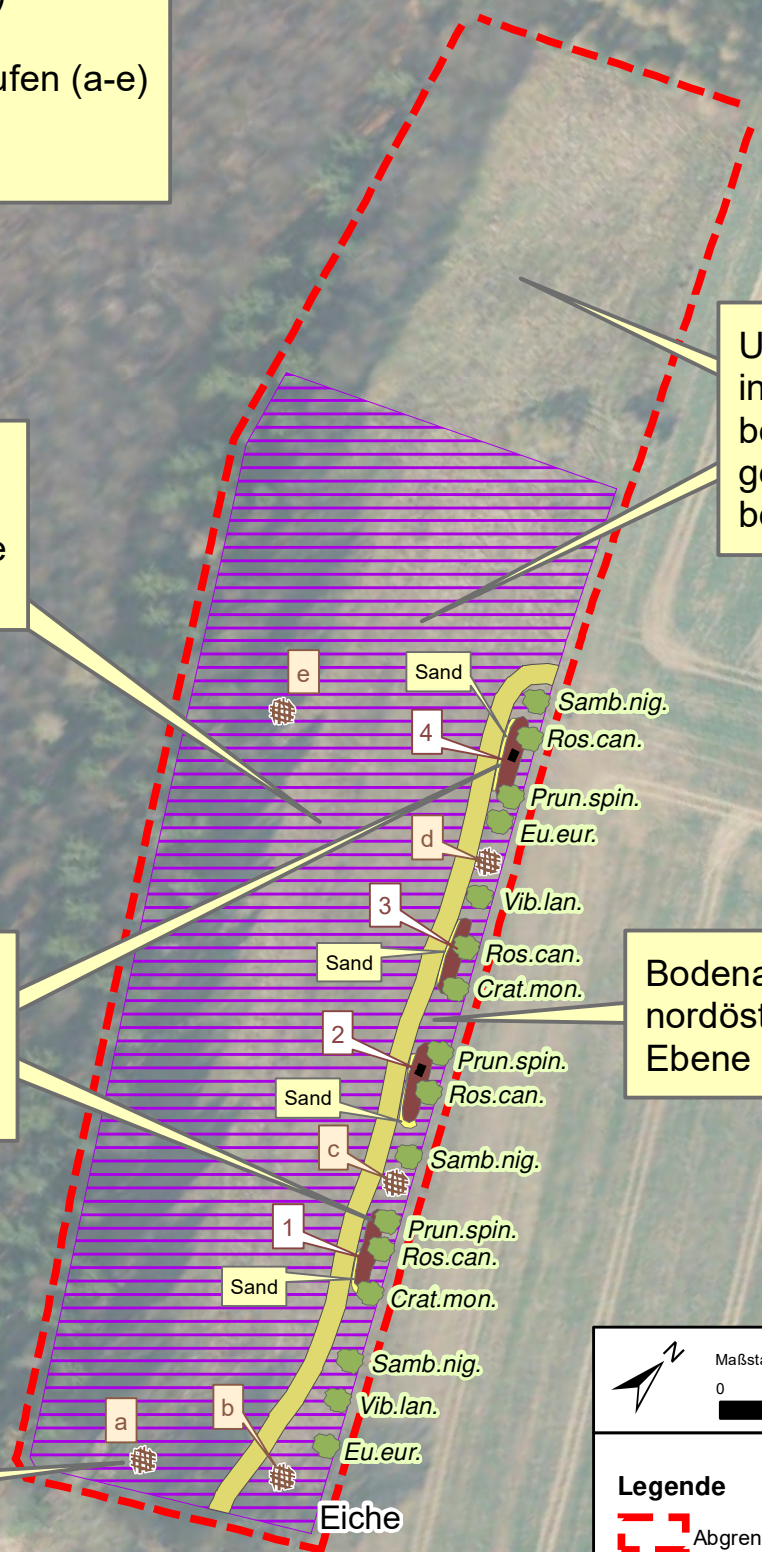 ufen (a-e)
U
in
be
ge
be
e
e
Sand
Samb.nig.
4
Ros.can.
Prun.spin.
Eu.eur.
d
Vib.lan.
3
Ros.can.
Sand
Crat.mon.
Bodena
nordöst
Ebene
2
Prun.spin.
Sand
Ros.can.
c
Samb.nig.
1
Prun.spin.
Ros.can.
Sand
Crat.mon.
Samb.nig.
Vib.lan.
a
b
Eu.eur.
Eiche
N
Maßsta
0
Legende
Abgren